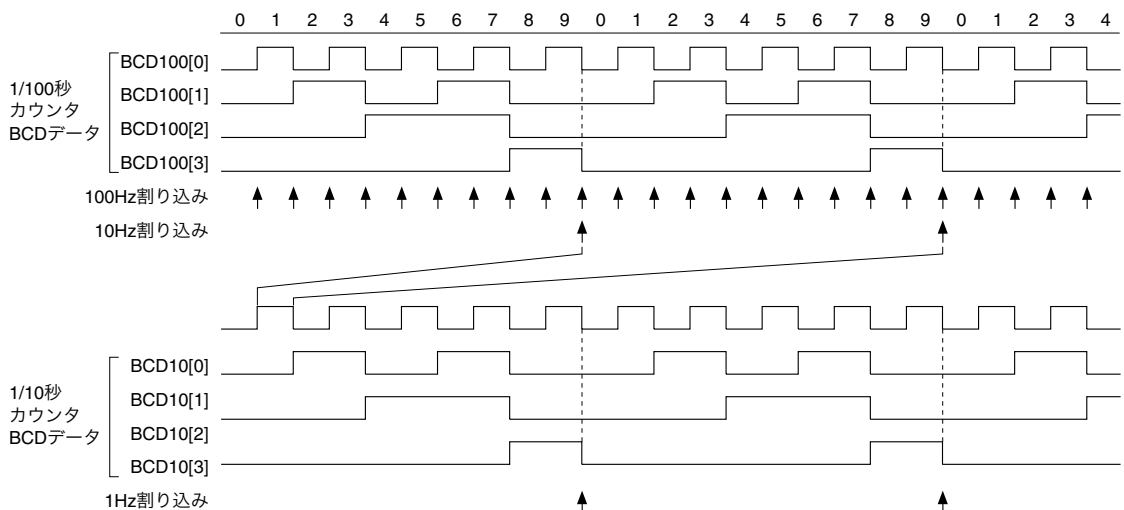 0 1 2 3 4 5 6 7 8 9 0 1 2 3 4 5 6 7 8 9 0 1 2 3 4
BCD100[0]
1/100秒
カウンタ
BCDデータ
BCD100[1]
BCD100[2]
BCD100[3]
100Hz割り込み
10Hz割り込み
BCD10[0]
1/10秒
カウンタ
BCDデータ
BCD10[1]
BCD10[2]
BCD10[3]
1Hz割り込み